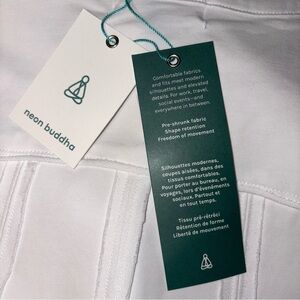 neon buddha
Comfortable fabrics
and fits meet modern
silhouettes and elevated
details. For work, travel,
social events—and
everywhere in between.
Pre-shrunk fabric
Shape retention
Freedom of movement
Silhouettes modernes,
coupes aisées, dans des
tissus confortables.
Pour porter au bureau, en
voyages, lors d'événements
sociaux. Partout et
en tout temps.
Tissu pré-rétréci
Rétention de forme
Liberté de mouvement